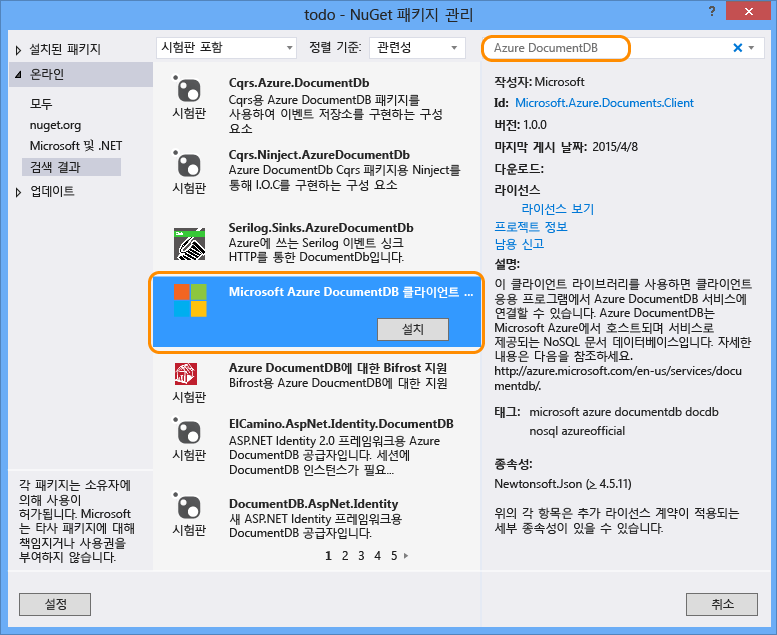 todo - NuGet 패키지 관리
?
설치된 패키지
온라인
모두
nuget.org
Microsoft 및 .NET
검색 결과
업데이트
각 패키지는 소유자에
의해 사용이
허가됩니다. Microsoft
는 타사 패키지에 대해
책임지거나 사용권을
부여하지 않습니다.
시험판 포함
정렬 기준:
관련성
시험판
Cqrs.Azure.DocumentDb
Cqrs용 Azure DocumentDB 패키지를
사용하여 이벤트 저장소를 구현하는 구성
요소
시험판
Cqrs.Ninject.AzureDocumentDb
Azure DocumentDb Cqrs 패키지용 Ninject를
통해 I.O.C를 구현하는 구성 요소
Serilog.Sinks.AzureDocumentDb
Azure에 쓰는 Serilog 이벤트 싱크
HTTP를 통한 DocumentDb입니다.
Microsoft Azure DocumentDB 클라이언트 ...
설치
시험판
Azure DocumentDB에 대한 Bifrost 지원
Bifrost용 Azure DoucmentDB에 대한 지원
시험판
ElCamino.AspNet.Identity.DocumentDB
ASP.NET Identity 2.0 프레임워크용 Azure
DocumentDB 공급자입니다. 세션에
DocumentDB 인스턴스가 필요...
시험판
DocumentDB.AspNet.Identity
새 ASP.NET Identity 프레임워크용
DocumentDB 공급자입니다.
1 2 3 4 5
Azure DocumentDB
작성자: Microsoft
Id: Microsoft.Azure.Documents.Client
버전: 1.0.0
마지막 게시 날짜: 2015/4/8
다운로드:
라이선스
라이선스 보기
프로젝트 정보
남용 신고
설명:
이 클라이언트 라이브러리를 사용하면 클라이언트
응용 프로그램에서 Azure DocumentDB 서비스에
연결할 수 있습니다. Azure DocumentDB는
Microsoft Azure에서 호스트되며 서비스로
제공되는 NoSQL 문서 데이터베이스입니다. 자세한
내용은 다음을 참조하세요.
http://azure.microsoft.com/en-us/services/docu
mentdb/.
태그: microsoft azure documentdb docdb
nosql azureofficial
종속성:
Newtonsoft.Json (≥ 4.5.11)
위의 각 항목은 추가 라이선스 계약이 적용되는
세부 종속성이 있을 수 있습니다.
설정
취소